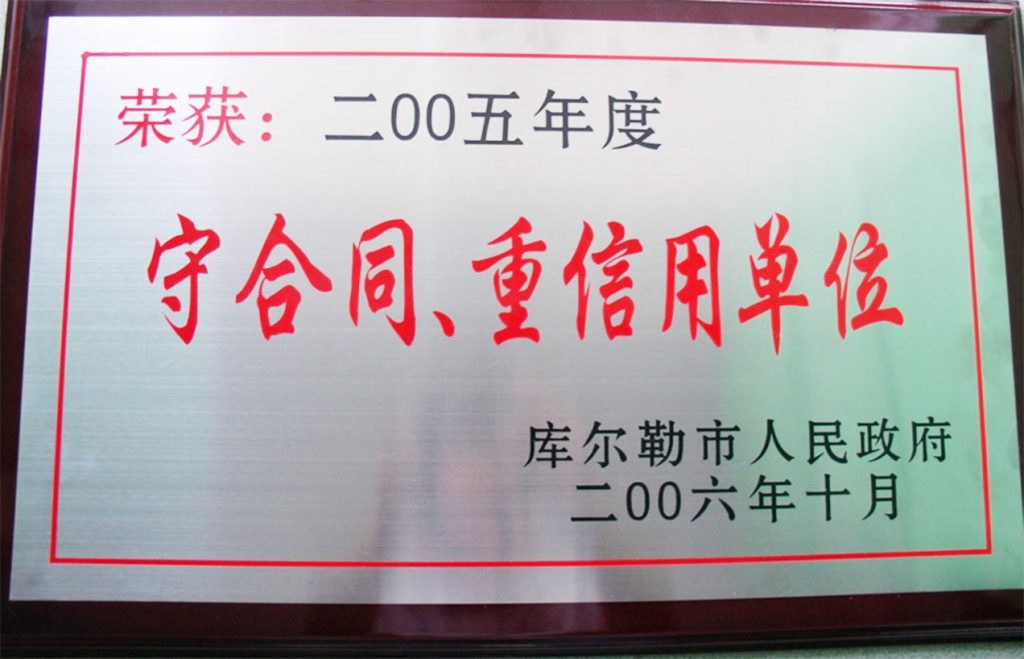 荣获：二00五年度
守合同、重信用单位
库尔勒市人民政府
二00六年十月